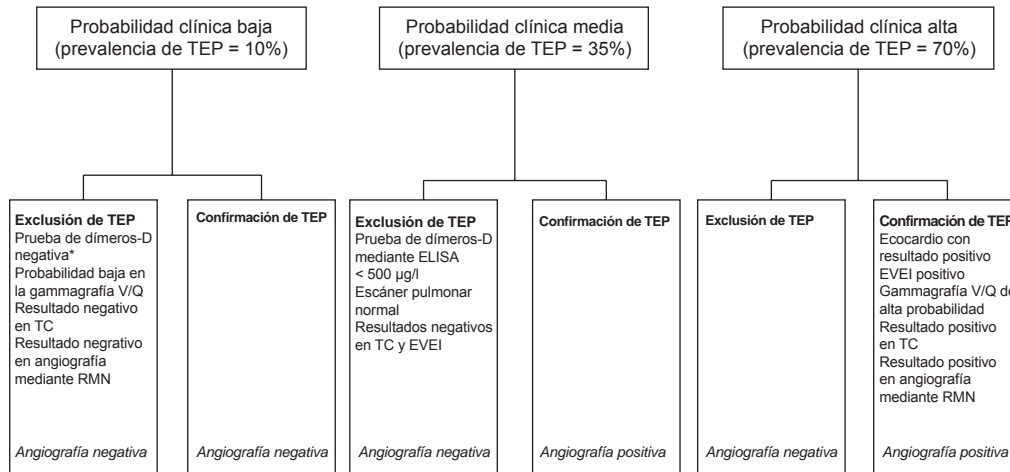 Probabilidad clínica baja
(prevalencia de TEP = 10%)
Probabilidad clínica media
(prevalencia de TEP = 35%)
Probabilidad clínica alta
(prevalencia de TEP = 70%)
Exclusión de TEP
Prueba de dímeros-D
negativa*
Probabilidad baja en
la gammagrafía V/Q
Resultado negativo
en TC
Resultado negrativo
en angiografía
mediante RMN
Angiografía negativa
Confirmación de TEP
Angiografía negativa
Exclusión de TEP
Prueba de dímeros-D
mediante ELISA
< 500 µg/l
Escáner pulmonar
normal
Resultados negativos
en TC y EVEI
Angiografía negativa
Confirmación de TEP
Angiografía positiva
Exclusión de TEP
Angiografía negativa
Confirmación de TEP
Ecocardio con
resultado positivo
EVEI positivo
Gammagrafía V/Q de
alta probabilidad
Resultado positivo
en TC
Resultado positivo
en angiografía
mediante RMN
Angiografía positiva